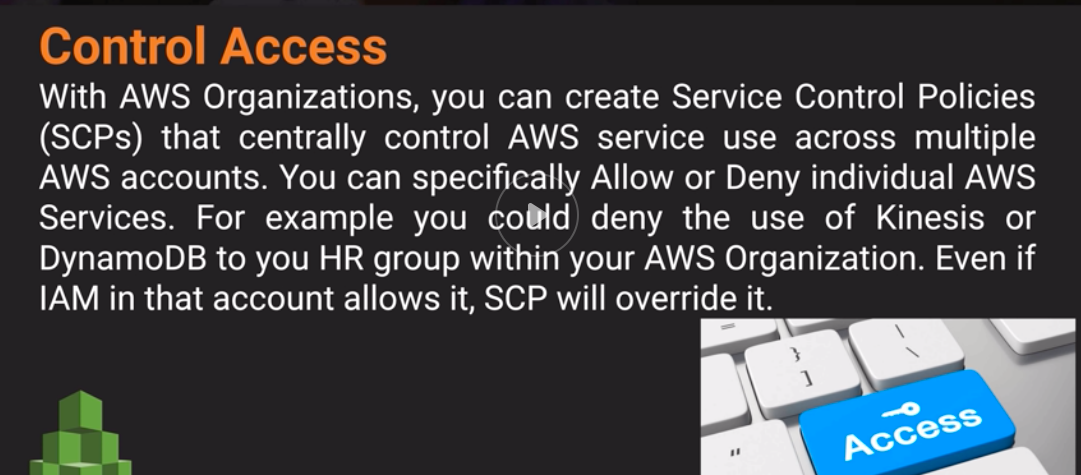 Control Access
With AWS Organizations, you can create Service Control Policies
(SCPs) that centrally control AWS service use across multiple
AWS accounts. You can specifically Allow or Deny individual AWS
Services. For example you could deny the use of Kinesis or
DynamoDB to you HR group within your AWS Organization. Even if
IAM in that account allows it, SCP will override it.
=
}
]
|
\
"
Access